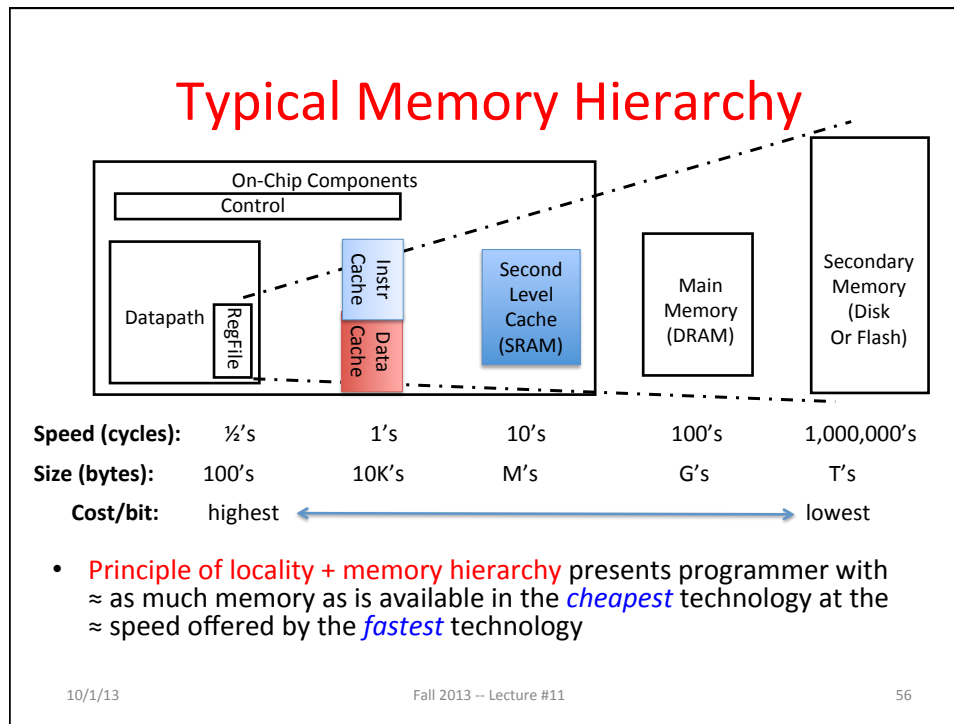 Typical Memory Hierarchy
On-Chip Components
Control
Datapath
RegFile
Instr
Cache
Data
Cache
Second
Level
Cache
(SRAM)
Main
Memory
(DRAM)
Secondary
Memory
(Disk
Or Flash)
Speed (cycles): ½’s 1’s 10’s 100’s 1,000,000’s
Size (bytes): 100’s 10K’s M’s G’s T’s
Cost/bit: highest lowest
• Principle of locality + memory hierarchy presents programmer with
≈ as much memory as is available in the cheapest technology at the
≈ speed offered by the fastest technology
10/1/13 Fall 2013 -- Lecture #11 56